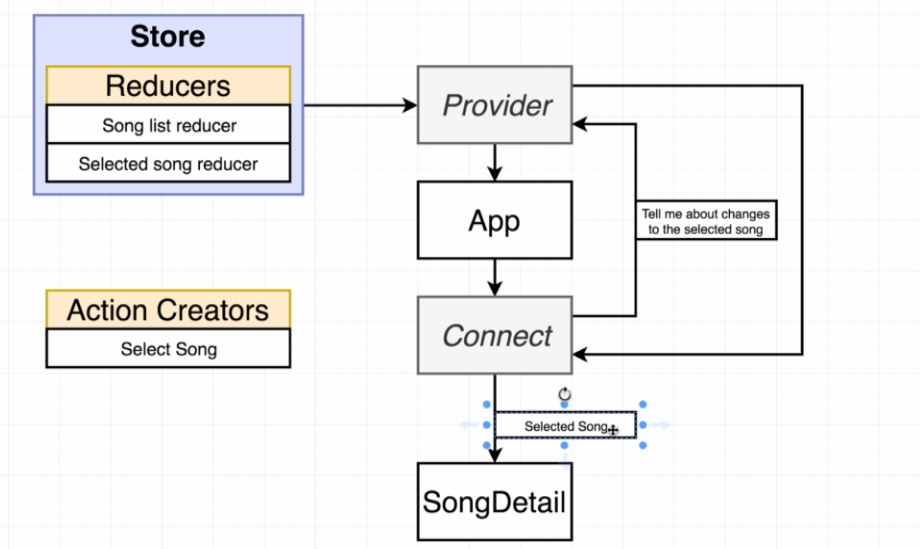 Store
Reducers
Song list reducer
Selected song reducer
Provider
App
Tell me about changes
to the selected song
Action Creators
Select Song
Connect
Selected Song
SongDetail